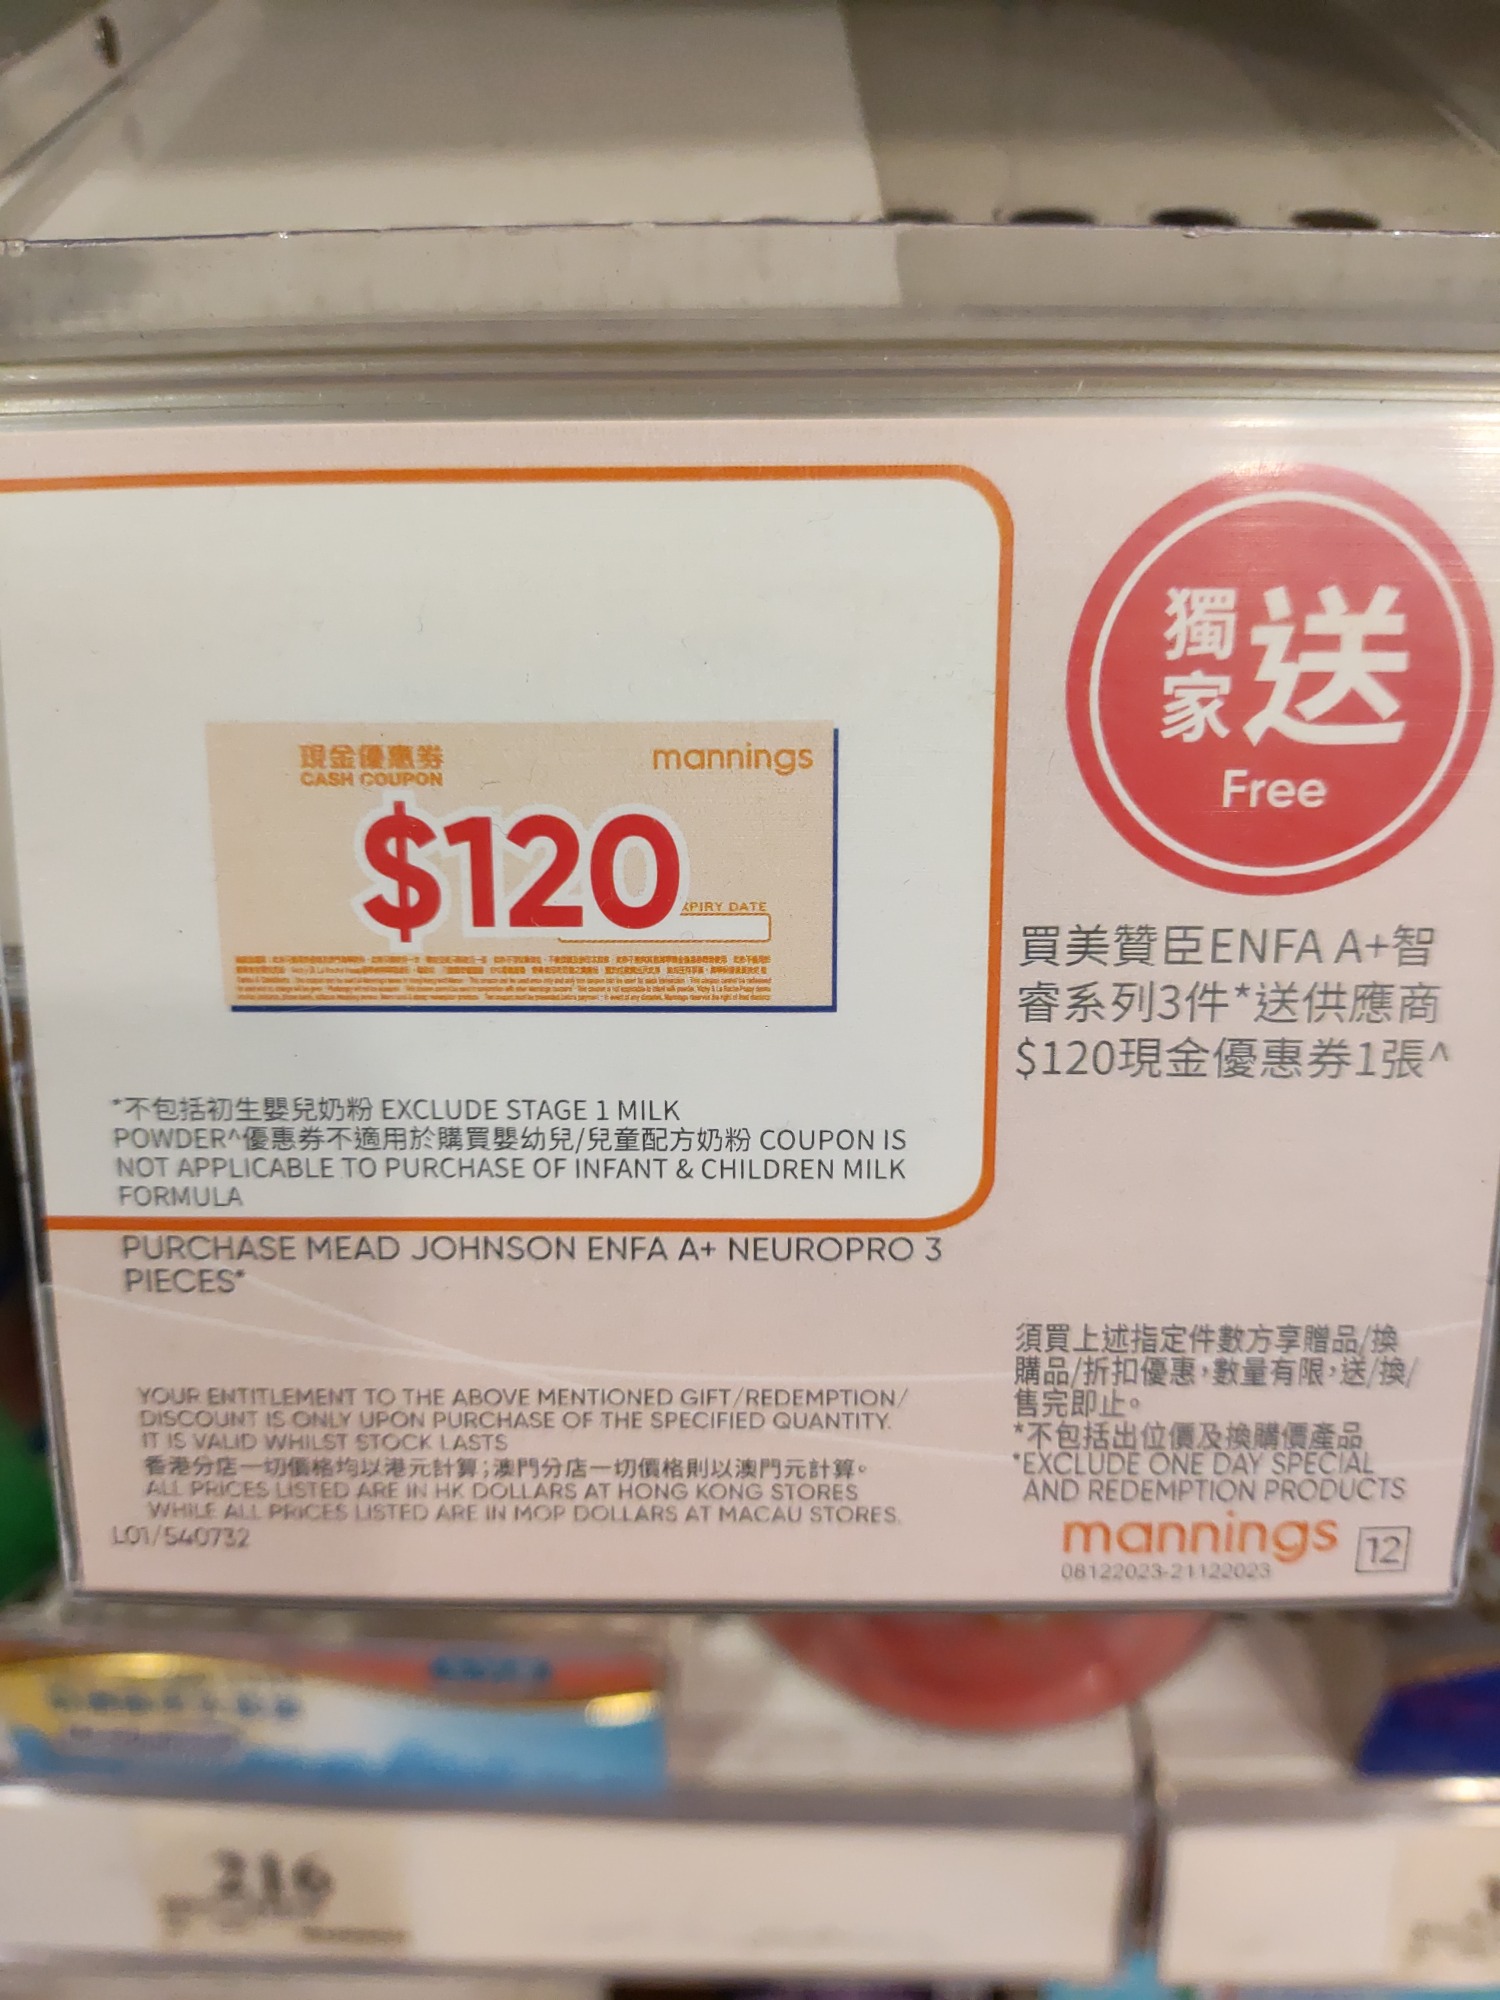 現金優惠券
CASH COUPON
mannings
$120
XPIRY DATE
獨家
送
Free
買美贊臣ENFA A+智
睿系列3件*送供應商
$120現金優惠券1張^
*不包括初生嬰兒奶粉 EXCLUDE STAGE 1 MILK
POWDER^優惠券不適用於購買嬰幼兒/兒童配方奶粉 COUPON IS
NOT APPLICABLE TO PURCHASE OF INFANT & CHILDREN MILK
FORMULA
PURCHASE MEAD JOHNSON ENFA A+ NEUROPRO 3
PIECES*
YOUR ENTITLEMENT TO THE ABOVE MENTIONED GIFT/REDEMPTION/
DISCOUNT IS ONLY UPON PURCHASE OF THE SPECIFIED QUANTITY.
IT IS VALID WHILST STOCK LASTS
香港分店一切價格均以港元計算;澳門分店一切價格則以澳門元計算。
ALL PRICES LISTED ARE IN HK DOLLARS AT HONG KONG STORES
WHILE ALL PRICES LISTED ARE IN MOP DOLLARS AT MACAU STORES.
L01/540732
須買上述指定件數方享贈品/換
購品/折扣優惠,數量有限,送/換/
售完即止。
*不包括出位價及換購價產品
*EXCLUDE ONE DAY SPECIAL
AND REDEMPTION PRODUCTS
mannings
12
08122023-21122023
216